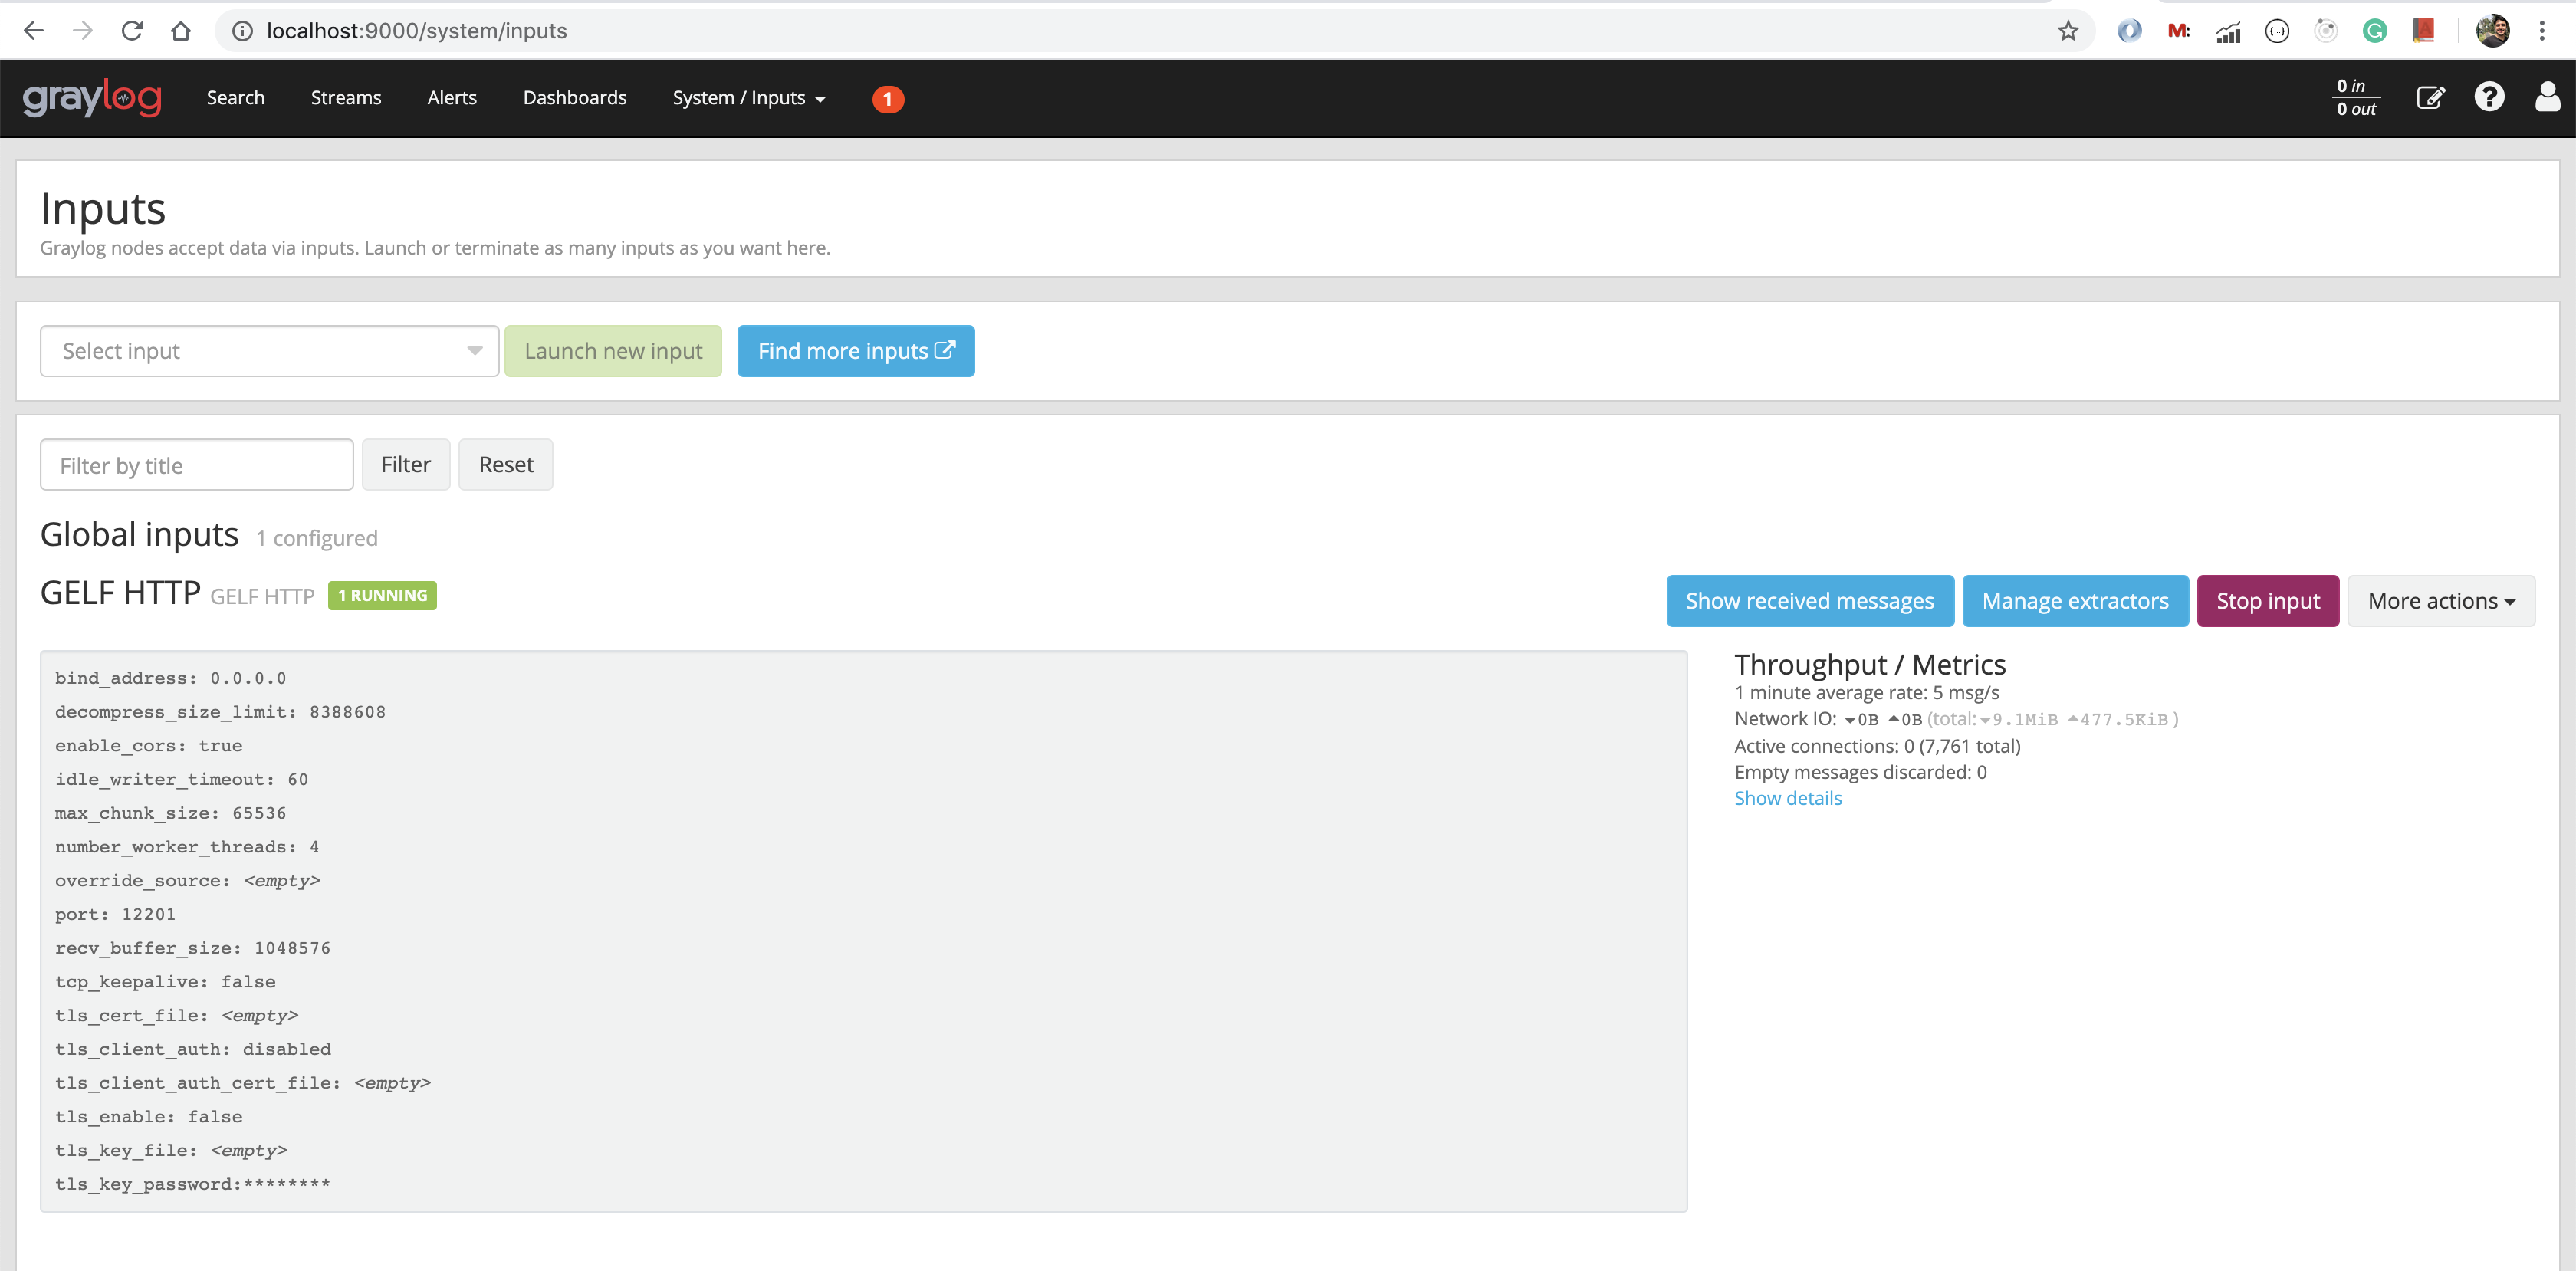 localhost:9000/system/inputs
M:
graylog
Search
Streams
Alerts
Dashboards
System / Inputs
1
0 in
0 out
Inputs
Graylog nodes accept data via inputs. Launch or terminate as many inputs as you want here.
Select input
Launch new input
Find more inputs
Filter by title
Filter
Reset
Global inputs 1 configured
GELF HTTP GELF HTTP 1 RUNNING
Show received messages
Manage extractors
Stop input
More actions
bind_address: 0.0.0.0
decompress_size_limit: 8388608
enable_cors: true
idle_writer_timeout: 60
max_chunk_size: 65536
number_worker_threads: 4
override_source: <empty>
port: 12201
recv_buffer_size: 1048576
tcp_keepalive: false
tls_cert_file: <empty>
tls_client_auth: disabled
tls_client_auth_cert_file: <empty>
tls_enable: false
tls_key_file: <empty>
tls_key_password:********
Throughput / Metrics
1 minute average rate: 5 msg/s
Network IO: 0B 0B (total: 9.1MiB 477.5KiB )
Active connections: 0 (7,761 total)
Empty messages discarded: 0
Show details